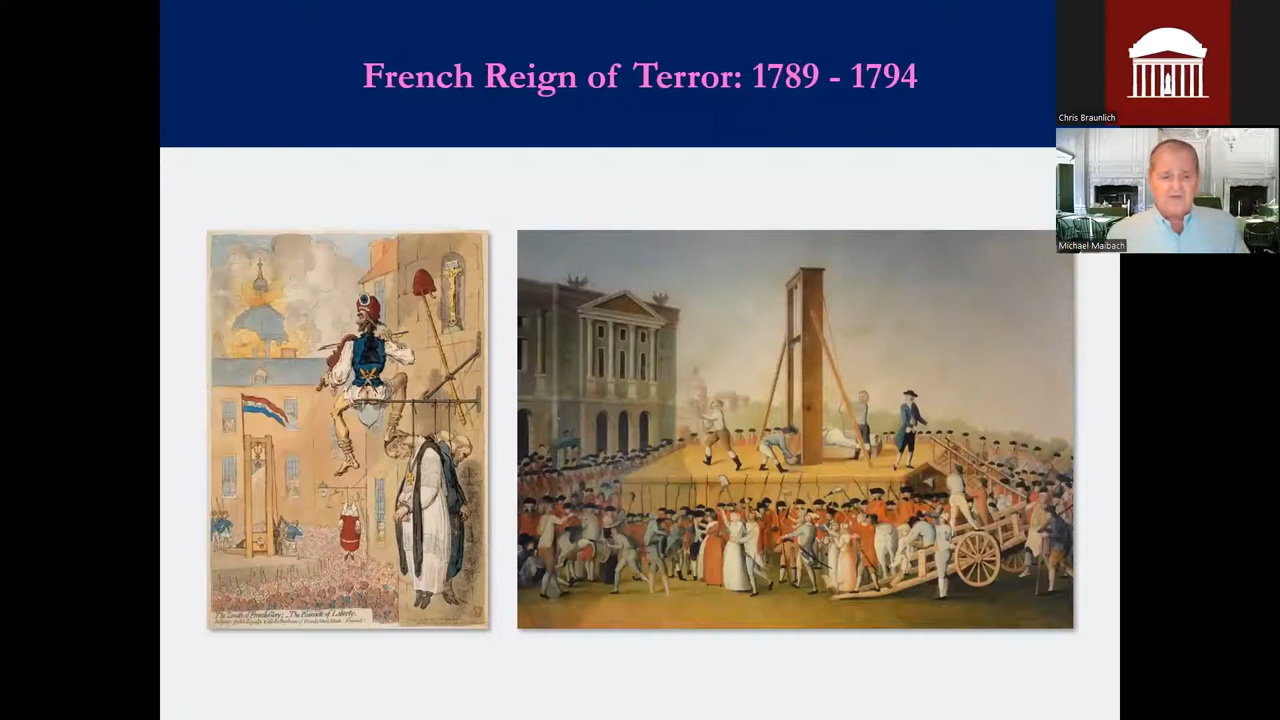 French Reign of Terror: 1789 - 1794
Chris Braunlich
Michael Maibach
The Zenith of French Glory; _ The Pinnacle of Liberty.